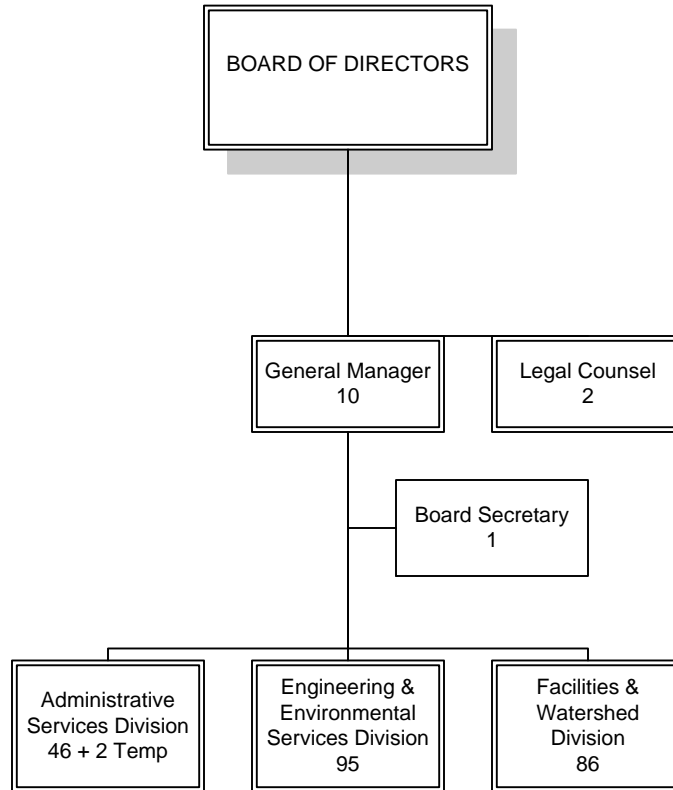 BOARD OF DIRECTORS
General Manager
10
Legal Counsel
2
Board Secretary
1
Administrative
Services Division
46 + 2 Temp
Engineering &
Environmental
Services Division
95
Facilities &
Watershed
Division
86